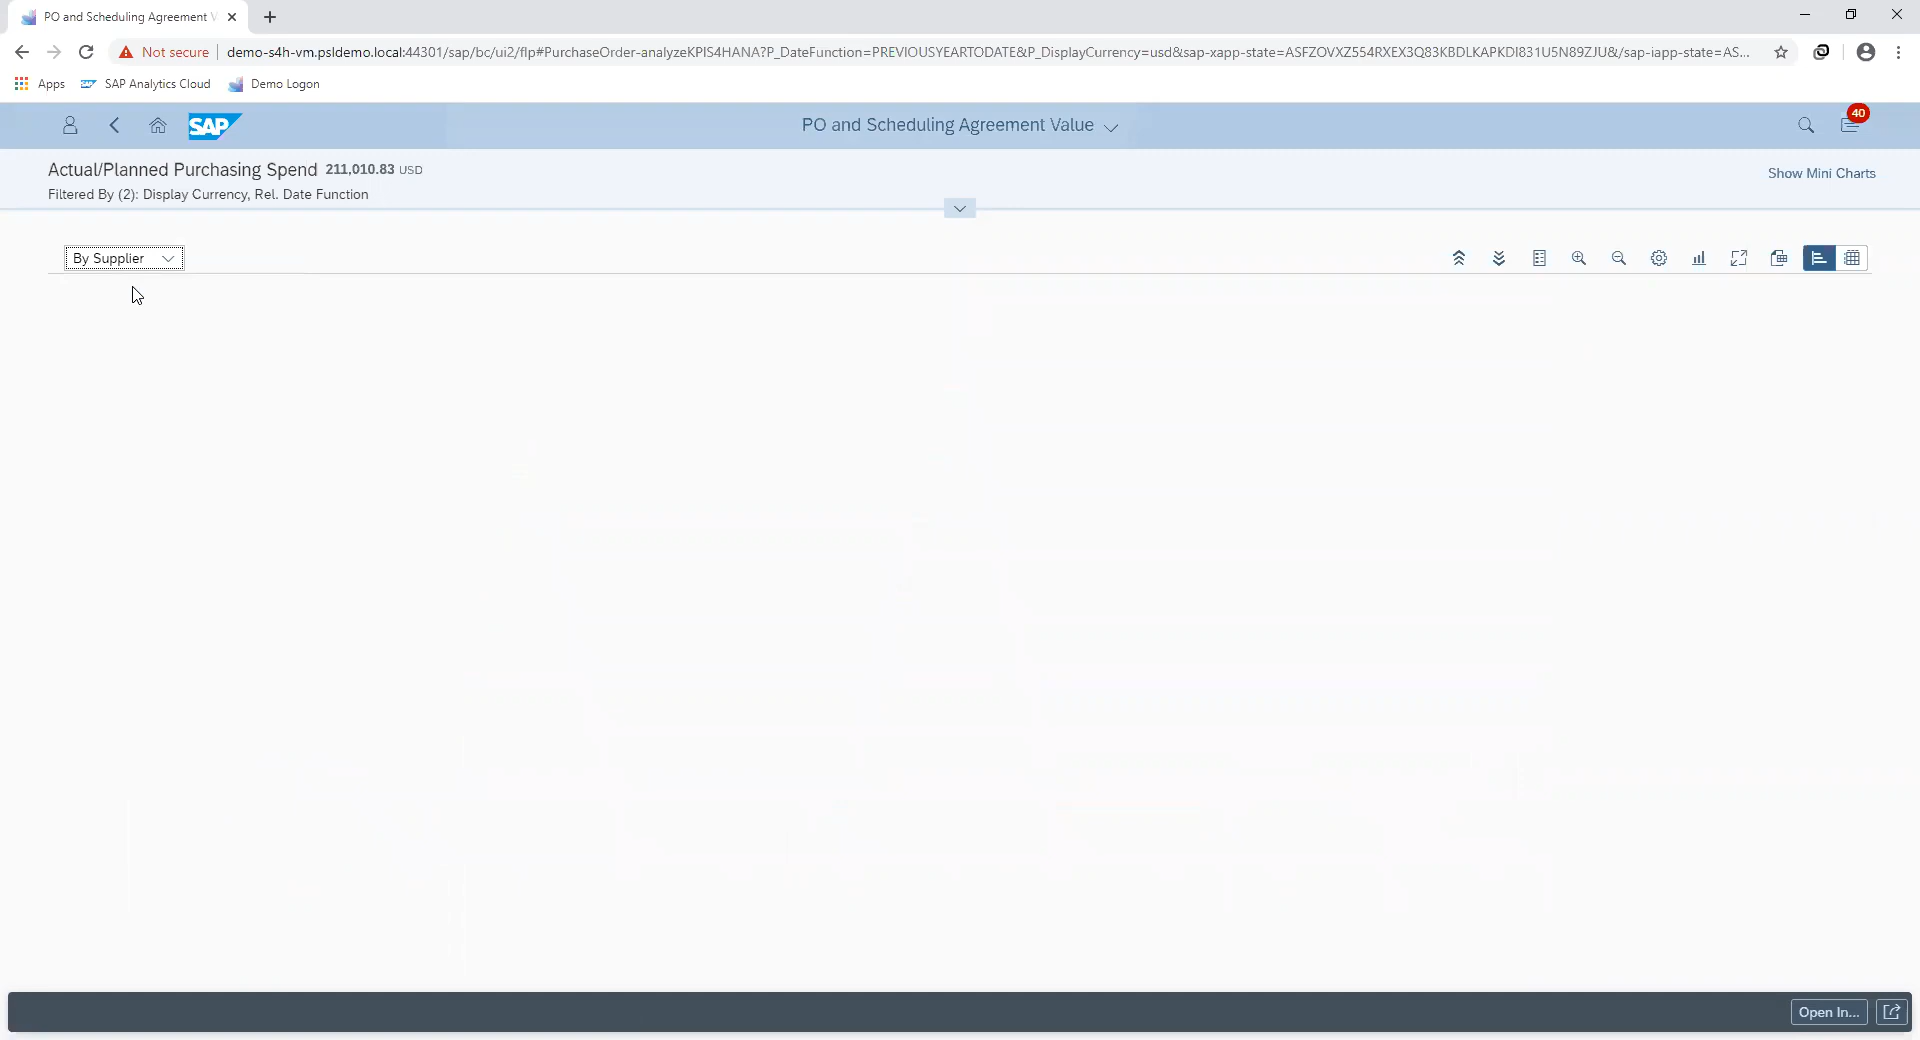 PO and Scheduling Agreement V
Not secure
demo-s4h-vm.psldemo.local:44301/sap/bc/ui2/flp#PurchaseOrder-analyzeKPIS4HANA?P_DateFunction=PREVIOUSYEARTODATE&P_DisplayCurrency=usd&sap-xapp-state=ASFZOVXZ554RXEX3Q83KBDLKAPKDI831U5N89ZJU&/sap-iapp-state=AS...
Apps SAP Analytics Cloud Demo Logon
SAP
PO and Scheduling Agreement Value
40
Actual/Planned Purchasing Spend 211,010.83 USD
Show Mini Charts
Filtered By (2): Display Currency, Rel. Date Function
By Supplier
Open In...